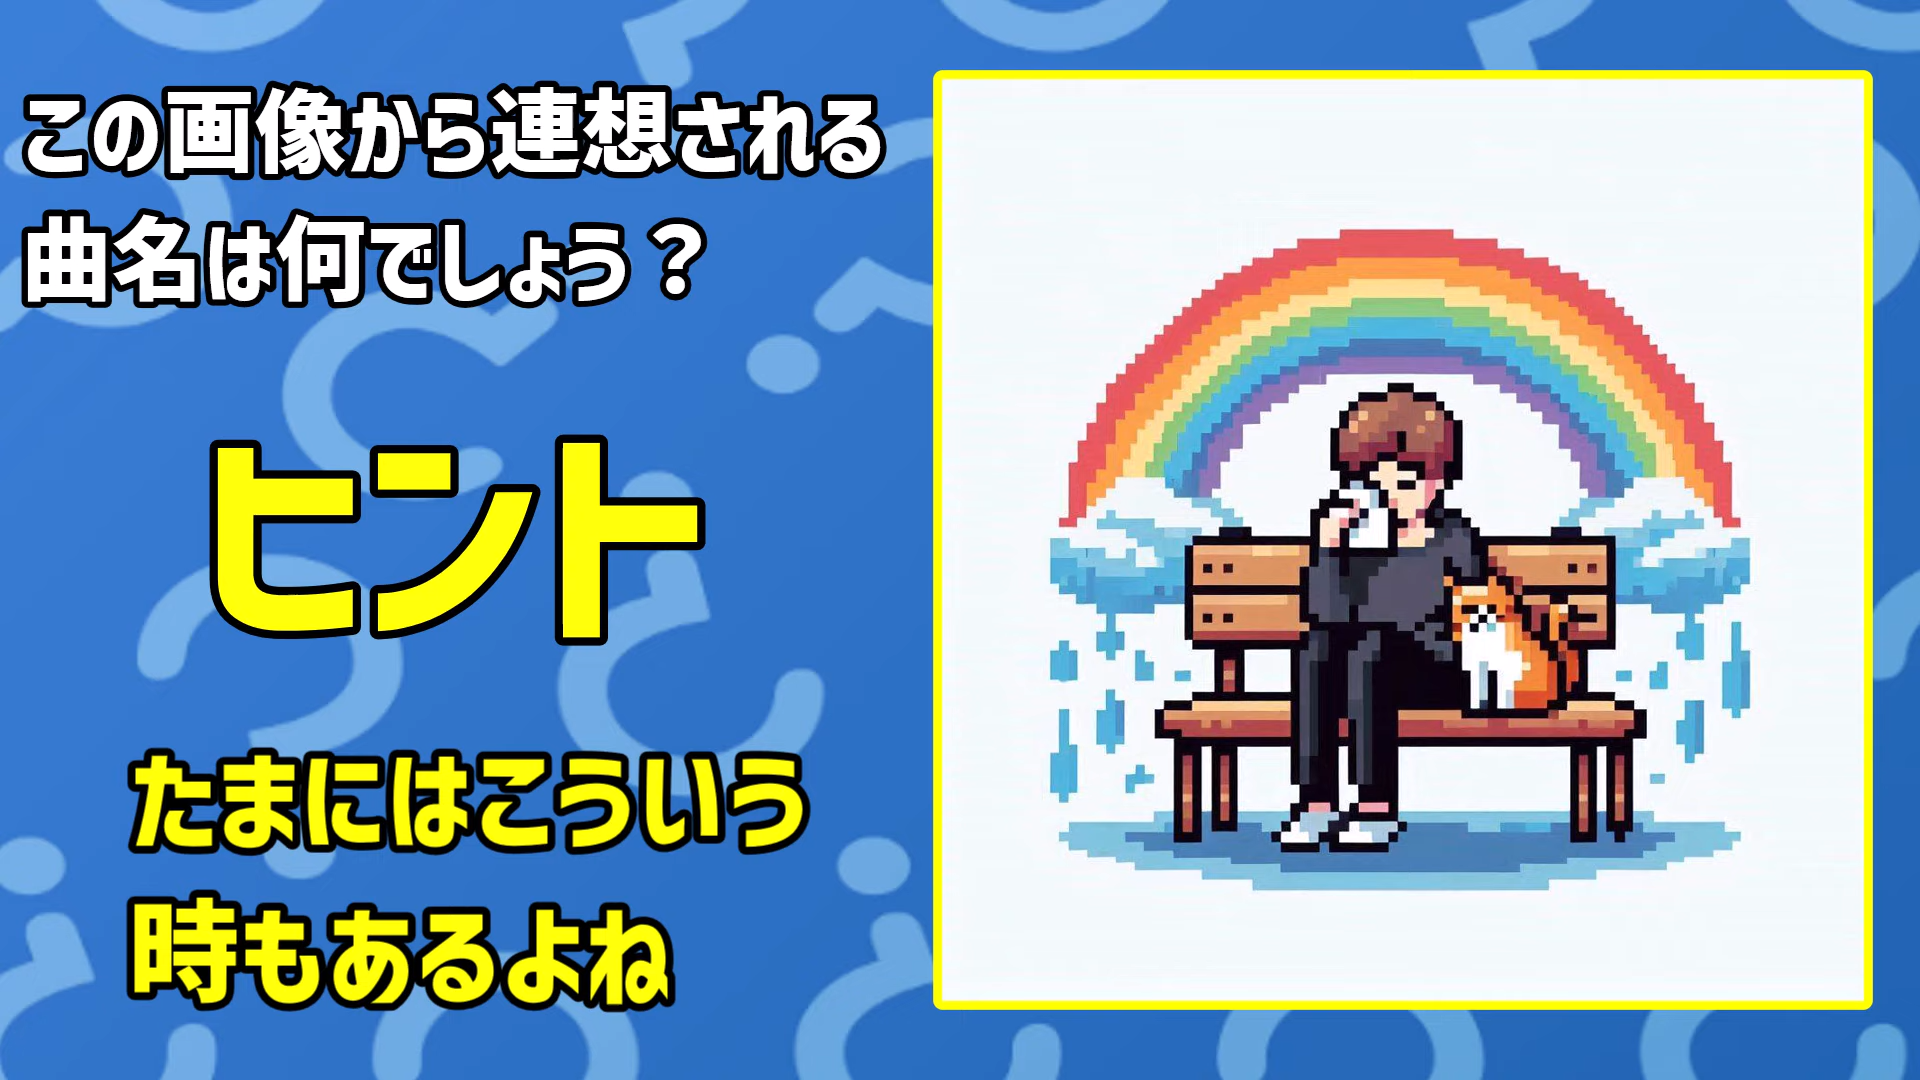 この画像から連想される
曲名は何でしょう？
ヒント
たまにはこういう
時もあるよね